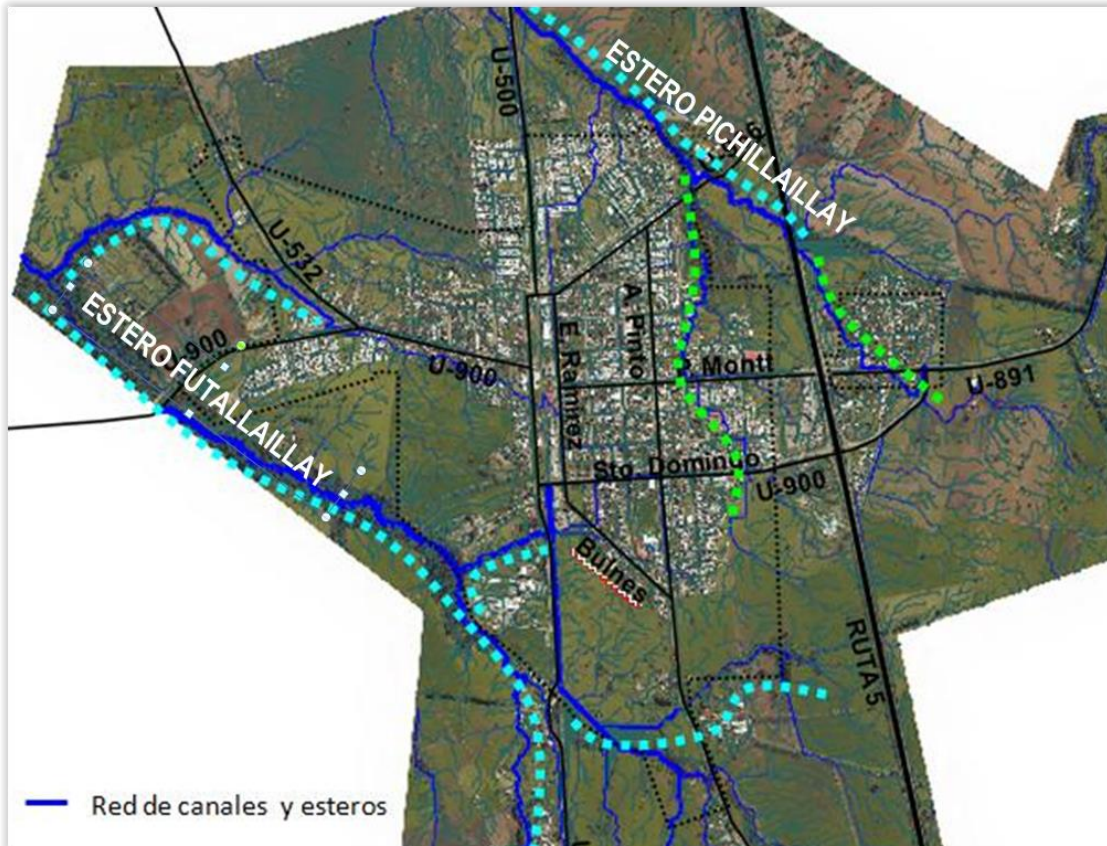 U-500
ESTERO PICHILLAILLAY
U-532
U-900
ESTERO FUTALLAILLAY
U-900
E. Ramirez
A. Pinto
P. Montt
U-891
Sto. Domingo
U-900
Bulnes
RUTA 5
Red de canales y esteros